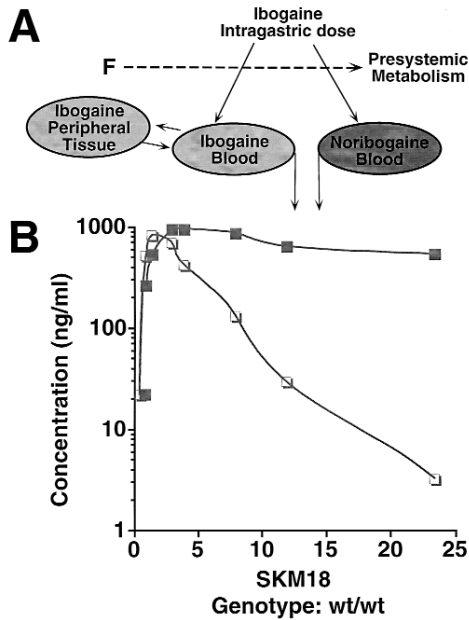 A
Ibogaine
Intragastric dose
F
Presystemic
Metabolism
Ibogaine
Peripheral
Tissue
Ibogaine
Blood
Noribogaine
Blood
B
Concentration (ng/ml)
1000
100
10
1
0 5 10 15 20 25
SKM18
Genotype: wt/wt